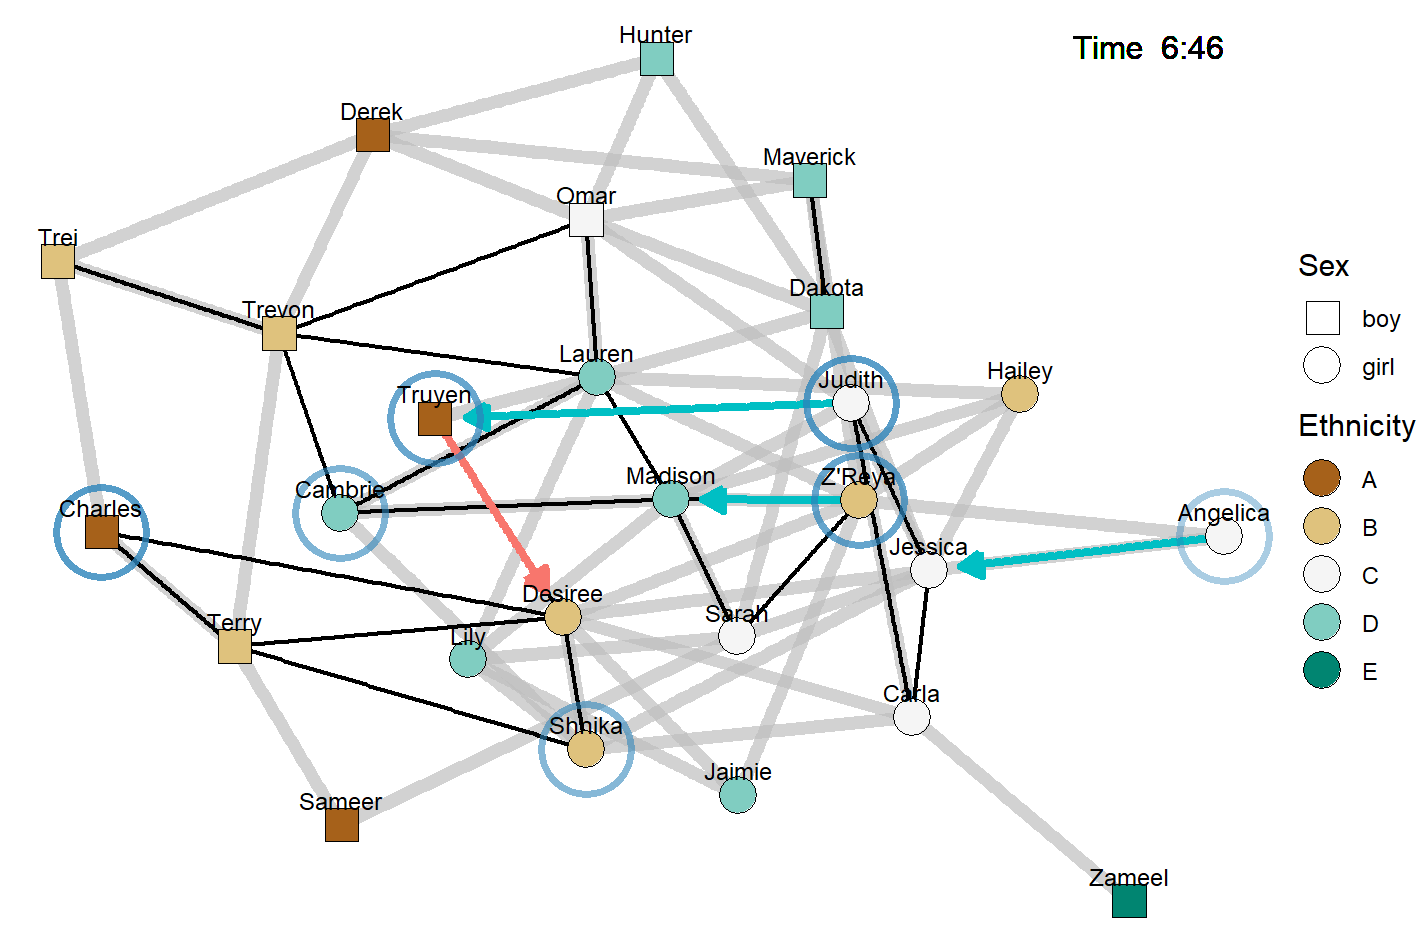 Hunter
Time 6:46
Derek
Maverick
Omar
Trei
Dakota
Trevon
Lauren
Hailey
Judith
Truyen
Madison
Z'Reya
Cambrie
Charles
Angelica
Jessica
Desiree
Sarah
Terry
Lily
Carla
Shnika
Jaimie
Sameer
Zameel
Sex
boy
girl
Ethnicity
A
B
C
D
E